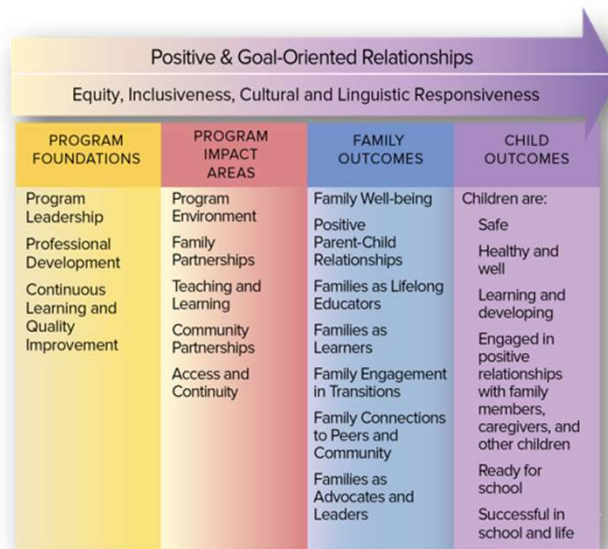 Positive & Goal-Oriented Relationships
Equity, Inclusiveness, Cultural and Linguistic Responsiveness
PROGRAM
FOUNDATIONS
Program
Leadership
Professional
Development
Continuous
Learning and
Quality
Improvement
PROGRAM
IMPACT
AREAS
Program
Environment
Family
Partnerships
Teaching and
Learning
Community
Partnerships
Access and
Continuity
FAMILY
OUTCOMES
Family Well-being
Positive
Parent-Child
Relationships
Families as Lifelong
Educators
Families as
Learners
Family Engagement
in Transitions
Family Connections
to Peers and
Community
Families as
Advocates and
Leaders
CHILD
OUTCOMES
Children are:
Safe
Healthy and
well
Learning and
developing
Engaged in
positive
relationships
with family
members,
caregivers, and
other children
Ready for
school
Successful in
school and life